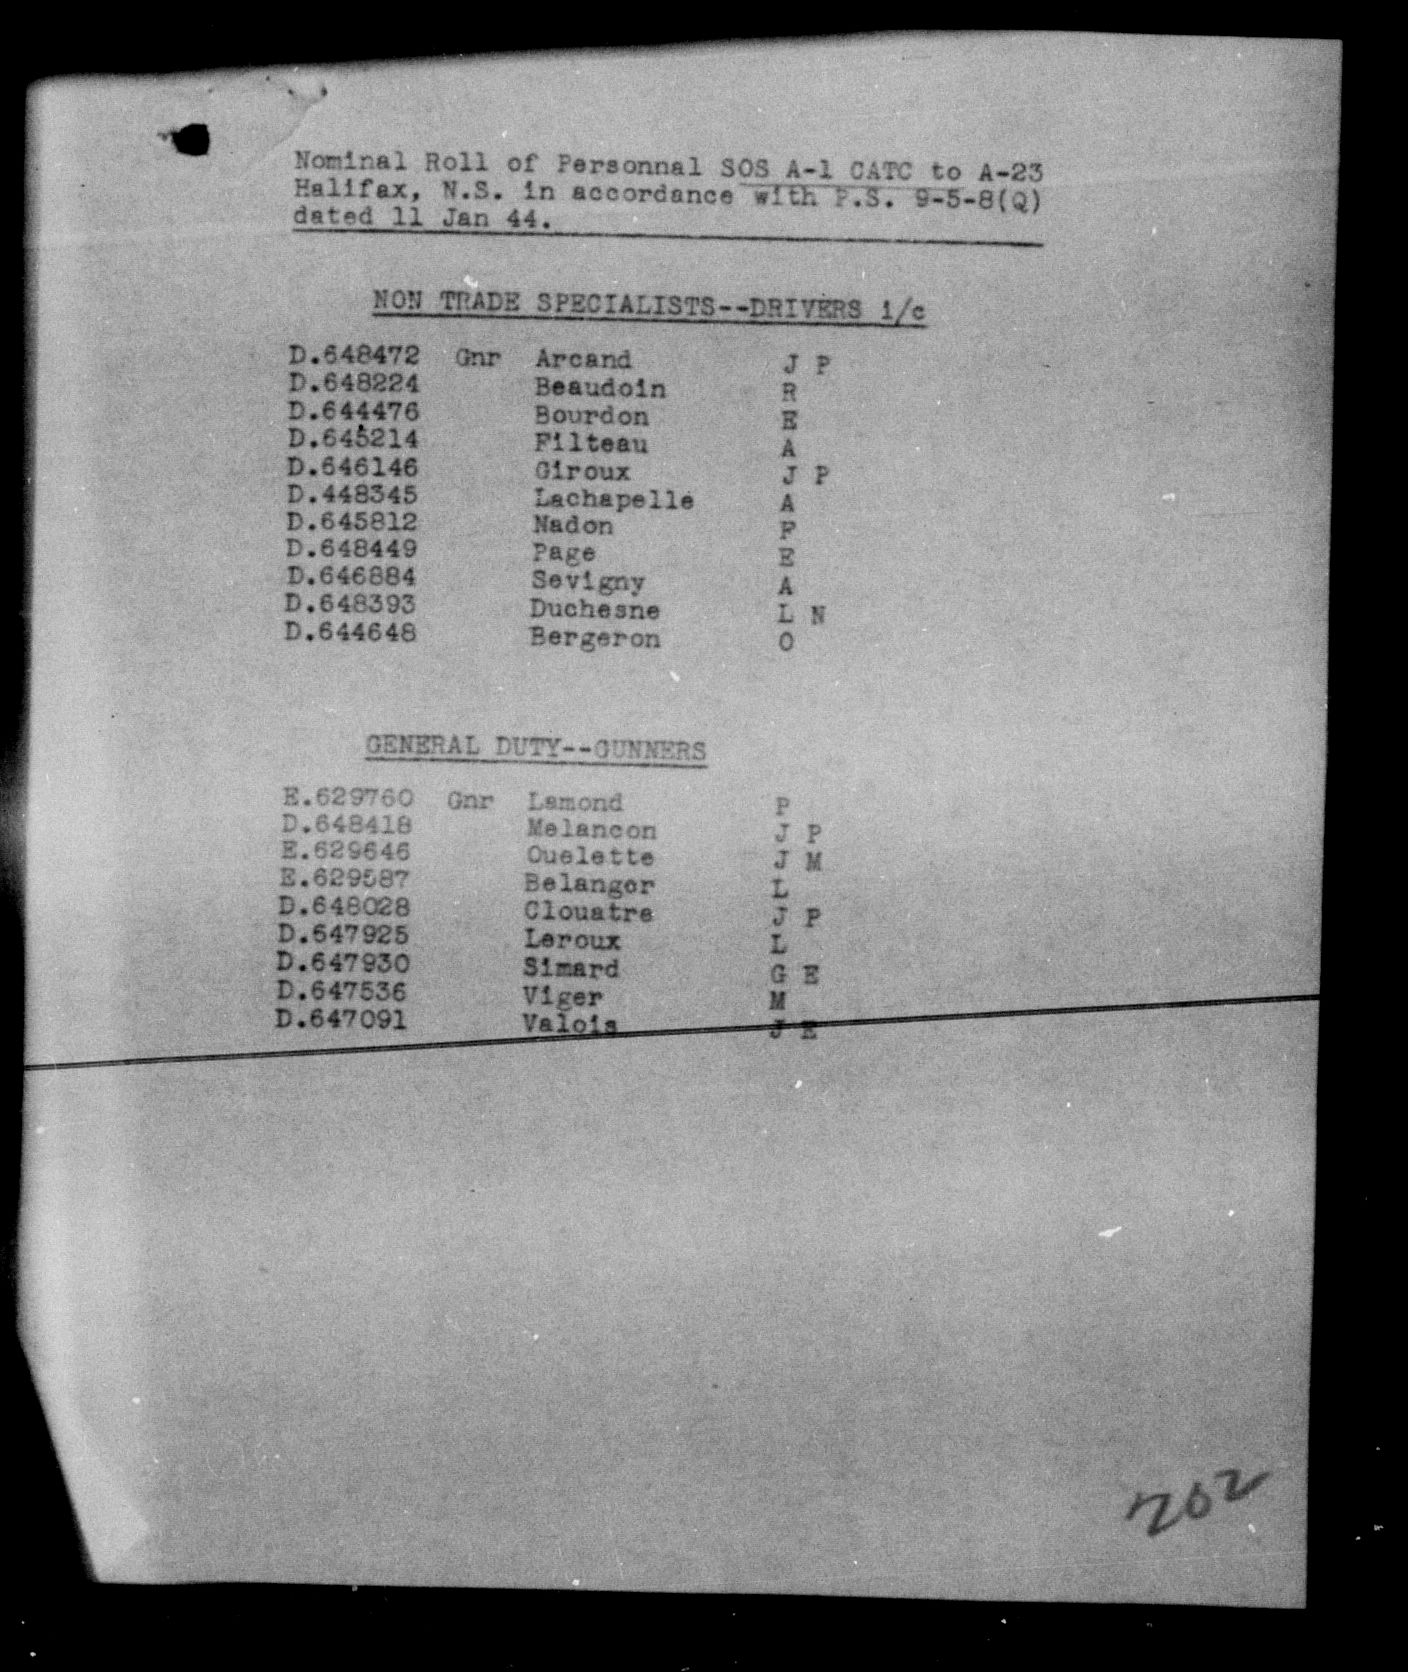 Nominal Roll of Personnal SOS A-1 CATC to A-23
Halifax, N.S. in accordance with P.S. 9-5-8(Q)
dated 11 Jan 44.
NON TRADE SPECIALISTS--DRIVERS i/c
D.648472 Gnr Arcand J P
D.648224 Beaudoin R
D.644476 Bourdon E
D.645214 Filteau A
D.646146 Giroux J P
D.448345 Lachapelle A
D.645812 Nadon F
D.648449 Page E
D.646884 Sevigny A
D.648393 Duchesne L N
D.644648 Bergeron O
GENERAL DUTY--GUNNERS
E.629760 Gnr Lamond P
D.648418 Melancon J P
E.629646 Ouelette J M
E.629587 Belanger L
D.648028 Clouatre J P
D.647925 Leroux L
D.647930 Simard G E
D.647536 Viger M
D.647091 Valois J E
202